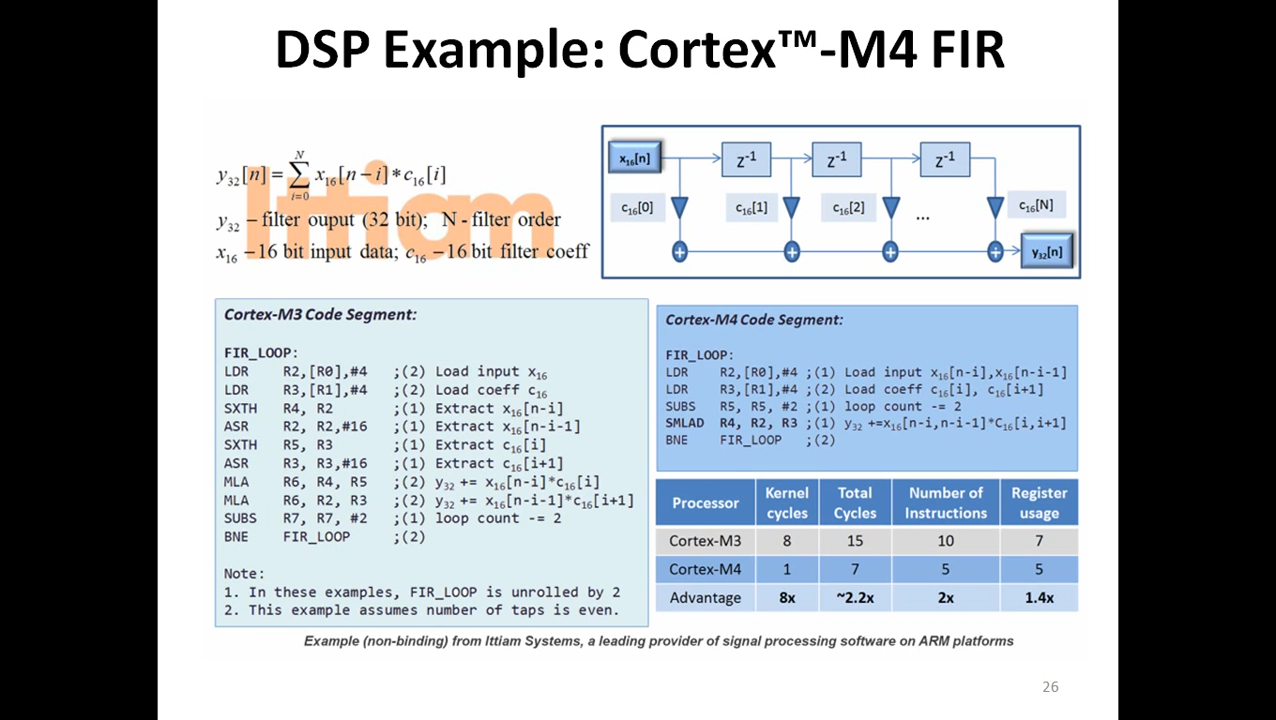 DSP Example: Cortex™-M4 FIR
Ittiam
y₃₂[n] = ∑ x₁₆[n−i]*c₁₆[i]
N
i=0
y₃₂ – filter ouput (32 bit); N - filter order
x₁₆ –16 bit input data; c₁₆ –16 bit filter coeff
x₁₆[n] Z⁻¹ Z⁻¹ Z⁻¹
c₁₆[0] c₁₆[1] c₁₆[2] ... c₁₆[N]
+ + + +
y₃₂[n]
Cortex-M3 Code Segment:
FIR_LOOP:
LDR R2,[R0],#4 ;(2) Load input x₁₆
LDR R3,[R1],#4 ;(2) Load coeff c₁₆
SXTH R4, R2 ;(1) Extract x₁₆[n-i]
ASR R2, R2,#16 ;(1) Extract x₁₆[n-i-1]
SXTH R5, R3 ;(1) Extract c₁₆[i]
ASR R3, R3,#16 ;(1) Extract c₁₆[i+1]
MLA R6, R4, R5 ;(2) y₃₂ += x₁₆[n-i]*c₁₆[i]
MLA R6, R2, R3 ;(2) y₃₂ += x₁₆[n-i-1]*c₁₆[i+1]
SUBS R7, R7, #2 ;(1) loop count -= 2
BNE FIR_LOOP ;(2)
Note:
1. In these examples, FIR_LOOP is unrolled by 2
2. This example assumes number of taps is even.
Cortex-M4 Code Segment:
FIR_LOOP:
LDR R2,[R0],#4 ;(1) Load input x₁₆[n-i],x₁₆[n-i-1]
LDR R3,[R1],#4 ;(2) Load coeff c₁₆[i], c₁₆[i+1]
SUBS R5, R5, #2 ;(1) loop count -= 2
SMLAD R4, R2, R3 ;(1) y₃₂ +=x₁₆[n-i,n-i-1]*C₁₆[i,i+1]
BNE FIR_LOOP ;(2)
Processor Kernel cycles Total Cycles Number of Instructions Register usage
Cortex-M3 8 15 10 7
Cortex-M4 1 7 5 5
Advantage 8x ~2.2x 2x 1.4x
Example (non-binding) from Ittiam Systems, a leading provider of signal processing software on ARM platforms
26